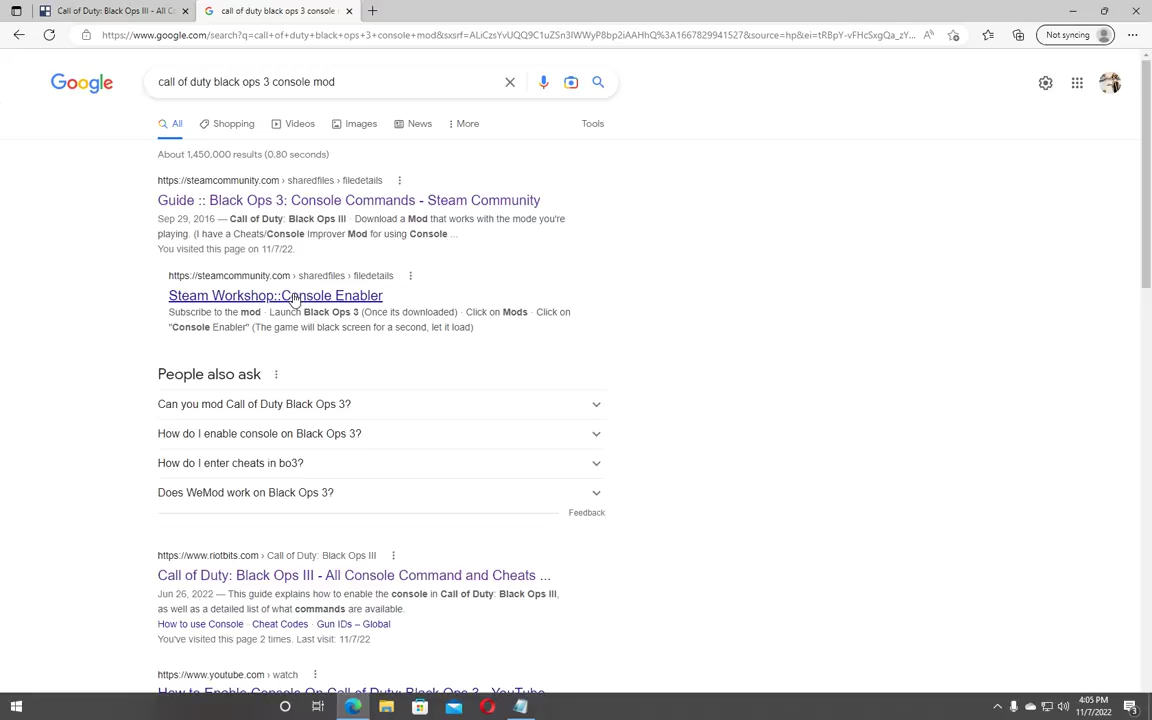 Call of Duty: Black Ops III - All C
call of duty black ops 3 console
https://www.google.com/search?q=call+of+duty+black+ops+3+console+mod&sxsrf=ALiCzsYvUQQ9C1uZSn3IWWyP8bp2iAAHhQ%3A1667829941527&source=hp&ei=tRBpY-vFHcSxgQa_zY...
Not syncing
Google
call of duty black ops 3 console mod
All
Shopping
Videos
Images
News
More
Tools
About 1,450,000 results (0.80 seconds)
https://steamcommunity.com › sharedfiles › filedetails
Guide :: Black Ops 3: Console Commands - Steam Community
Sep 29, 2016 — Call of Duty: Black Ops III · Download a Mod that works with the mode you're
playing. (I have a Cheats/Console Improver Mod for using Console ...
You visited this page on 11/7/22.
https://steamcommunity.com › sharedfiles › filedetails
Steam Workshop::Console Enabler
Subscribe to the mod · Launch Black Ops 3 (Once its downloaded) · Click on Mods · Click on
"Console Enabler" (The game will black screen for a second, let it load)
People also ask
Can you mod Call of Duty Black Ops 3?
How do I enable console on Black Ops 3?
How do I enter cheats in bo3?
Does WeMod work on Black Ops 3?
Feedback
https://www.riotbits.com › Call of Duty: Black Ops III
Call of Duty: Black Ops III - All Console Command and Cheats ...
Jun 26, 2022 — This guide explains how to enable the console in Call of Duty: Black Ops III,
as well as a detailed list of what commands are available.
How to use Console · Cheat Codes · Gun IDs – Global
You've visited this page 2 times. Last visit: 11/7/22
https://www.youtube.com › watch
How to Enable Console On Call of Duty: Black Ops 3 - YouTube
4:05 PM
11/7/2022
3